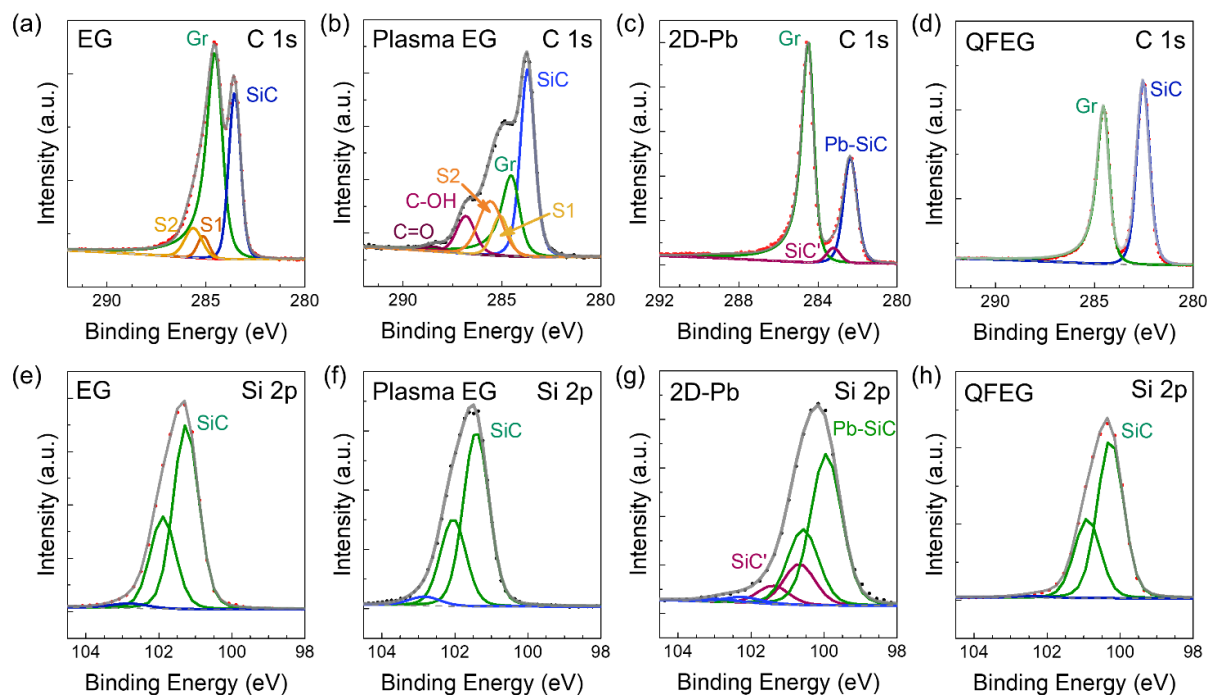 (a) EG C 1s
Gr
SiC
S2 S1
Intensity (a.u.)
290 285 280
Binding Energy (eV)
(b) Plasma EG C 1s
SiC
S2 Gr
C-OH S1
C=O
Intensity (a.u.)
290 285 280
Binding Energy (eV)
(c) 2D-Pb C 1s
Gr
Pb-SiC
SiC'
Intensity (a.u.)
292 288 284 280
Binding Energy (eV)
(d) QFEG C 1s
Gr SiC
Intensity (a.u.)
290 285 280
Binding Energy (eV)
(e) EG Si 2p
SiC
Intensity (a.u.)
104 102 100 98
Binding Energy (eV)
(f) Plasma EG Si 2p
SiC
Intensity (a.u.)
104 102 100 98
Binding Energy (eV)
(g) 2D-Pb Si 2p
Pb-SiC
SiC'
Intensity (a.u.)
104 102 100 98
Binding Energy (eV)
(h) QFEG Si 2p
SiC
Intensity (a.u.)
104 102 100 98
Binding Energy (eV)